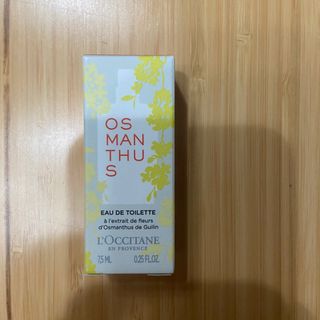 OS
MAN
THU
S
EAU DE TOILETTE
à l'extrait de fleurs
d'Osmanthus de Guilin
L'OCCITANE
EN PROVENCE
7,5 ML 0.25 FL.OZ.